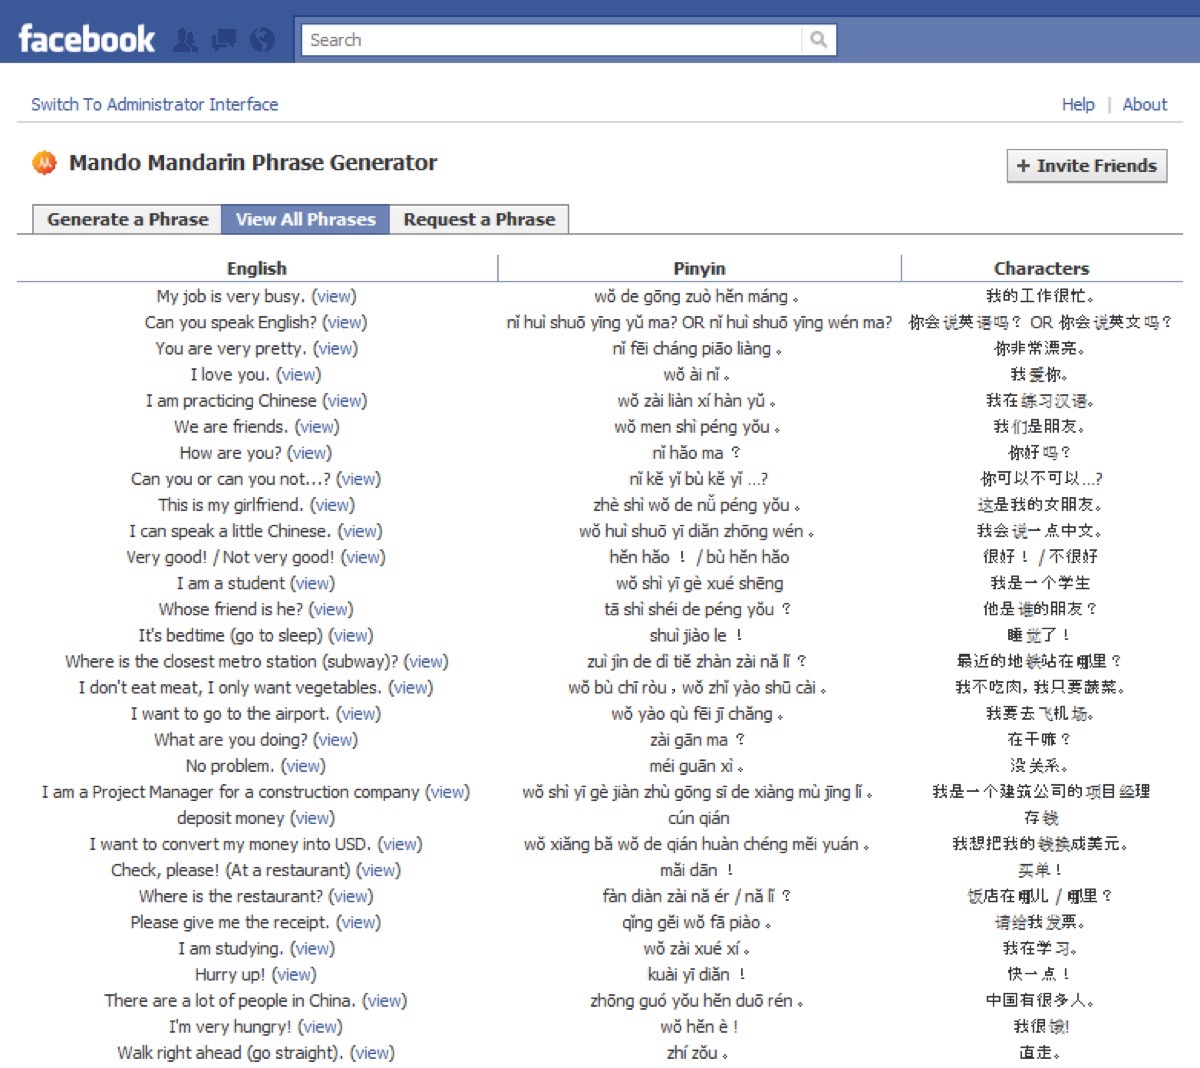 facebook Search
Switch To Administrator Interface Help | About
Mando Mandarin Phrase Generator + Invite Friends
Generate a Phrase View All Phrases Request a Phrase
English Pinyin Characters
My job is very busy. (view) wǒ de gōng zuò hěn máng 。 我的工作很忙。
Can you speak English? (view) nǐ huì shuō yīng yǔ ma? OR nǐ huì shuō yīng wén ma? 你会说英语吗？ OR 你会说英文吗？
You are very pretty. (view) nǐ fēi cháng piāo liàng 。 你非常漂亮。
I love you. (view) wǒ ài nǐ 。 我爱你。
I am practicing Chinese (view) wǒ zài liàn xí hàn yǔ 。 我在练习汉语。
We are friends. (view) wǒ men shì péng yǒu 。 我们是朋友。
How are you? (view) nǐ hǎo ma ？ 你好吗？
Can you or can you not...? (view) nǐ kě yǐ bù kě yǐ ...? 你可以不可以...?
This is my girlfriend. (view) zhè shì wǒ de nǚ péng yǒu 。 这是我的女朋友。
I can speak a little Chinese. (view) wǒ huì shuō yī diǎn zhōng wén 。 我会说一点中文。
Very good! / Not very good! (view) hěn hǎo ！ / bù hěn hǎo 很好！ / 不很好
I am a student (view) wǒ shì yī gè xué shēng 我是一个学生
Whose friend is he? (view) tā shì shéi de péng yǒu ？ 他是谁的朋友？
It's bedtime (go to sleep) (view) shuì jiào le ！ 睡觉了！
Where is the closest metro station (subway)? (view) zuì jìn de dì tiě zhàn zài nǎ lǐ ？ 最近的地铁站在哪里？
I don't eat meat, I only want vegetables. (view) wǒ bù chī ròu ，wǒ zhǐ yào shū cài 。 我不吃肉，我只要蔬菜。
I want to go to the airport. (view) wǒ yào qù fēi jī chǎng 。 我要去飞机场。
What are you doing? (view) zài gān ma ？ 在干嘛？
No problem. (view) méi guān xì 。 没关系。
I am a Project Manager for a construction company (view) wǒ shì yī gè jiàn zhù gōng sī de xiàng mù jīng lǐ 。 我是一个建筑公司的项目经理
deposit money (view) cún qián 存钱
I want to convert my money into USD. (view) wǒ xiǎng bǎ wǒ de qián huàn chéng měi yuán 。 我想把我的钱换成美元。
Check, please! (At a restaurant) (view) mǎi dān ！ 买单！
Where is the restaurant? (view) fàn diàn zài nǎ ér / nǎ lǐ ？ 饭店在哪儿 / 哪里？
Please give me the receipt. (view) qǐng gěi wǒ fā piào 。 请给我发票。
I am studying. (view) wǒ zài xué xí 。 我在学习。
Hurry up! (view) kuài yī diǎn ！ 快一点！
There are a lot of people in China. (view) zhōng guó yǒu hěn duō rén 。 中国有很多人。
I'm very hungry! (view) wǒ hěn è ! 我很饿!
Walk right ahead (go straight). (view) zhí zǒu 。 直走。